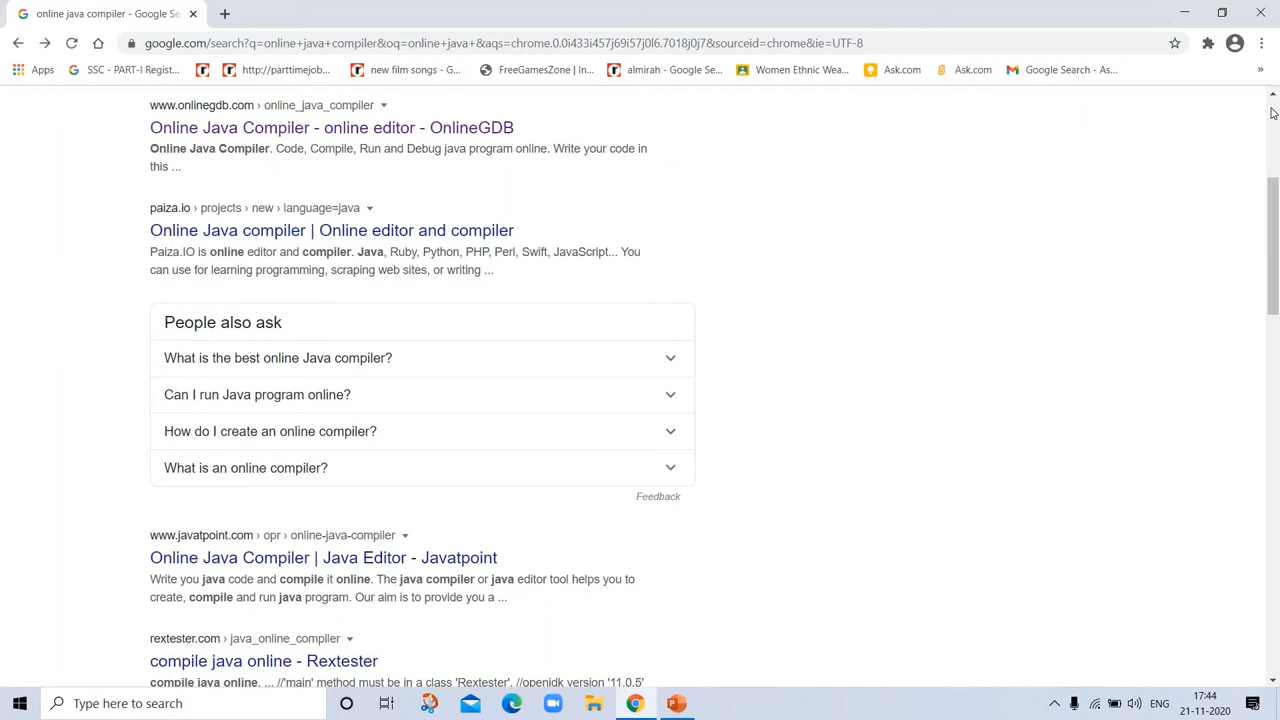 online java compiler - Google Se
google.com/search?q=online+java+compiler&oq=online+java+&aqs=chrome.0.0i433i457j69i57j0l6.7018j0j7&sourceid=chrome&ie=UTF-8
Apps SSC - PART-I Regist... http://parttimejob... new film songs - G... FreeGamesZone | In... almirah - Google Se... Women Ethnic Wea... Ask.com Ask.com Google Search - As... »
www.onlinegdb.com › online_java_compiler
Online Java Compiler - online editor - OnlineGDB
Online Java Compiler. Code, Compile, Run and Debug java program online. Write your code in
this ...
paiza.io › projects › new › language=java
Online Java compiler | Online editor and compiler
Paiza.IO is online editor and compiler. Java, Ruby, Python, PHP, Perl, Swift, JavaScript... You
can use for learning programming, scraping web sites, or writing ...
People also ask
What is the best online Java compiler?
Can I run Java program online?
How do I create an online compiler?
What is an online compiler?
Feedback
www.javatpoint.com › opr › online-java-compiler
Online Java Compiler | Java Editor - Javatpoint
Write you java code and compile it online. The java compiler or java editor tool helps you to
create, compile and run java program. Our aim is to provide you a ...
rextester.com › java_online_compiler
compile java online - Rextester
compile java online. ... //'main' method must be in a class 'Rextester'. //openjdk version '11.0.5'
Type here to search
ENG
17:44
21-11-2020